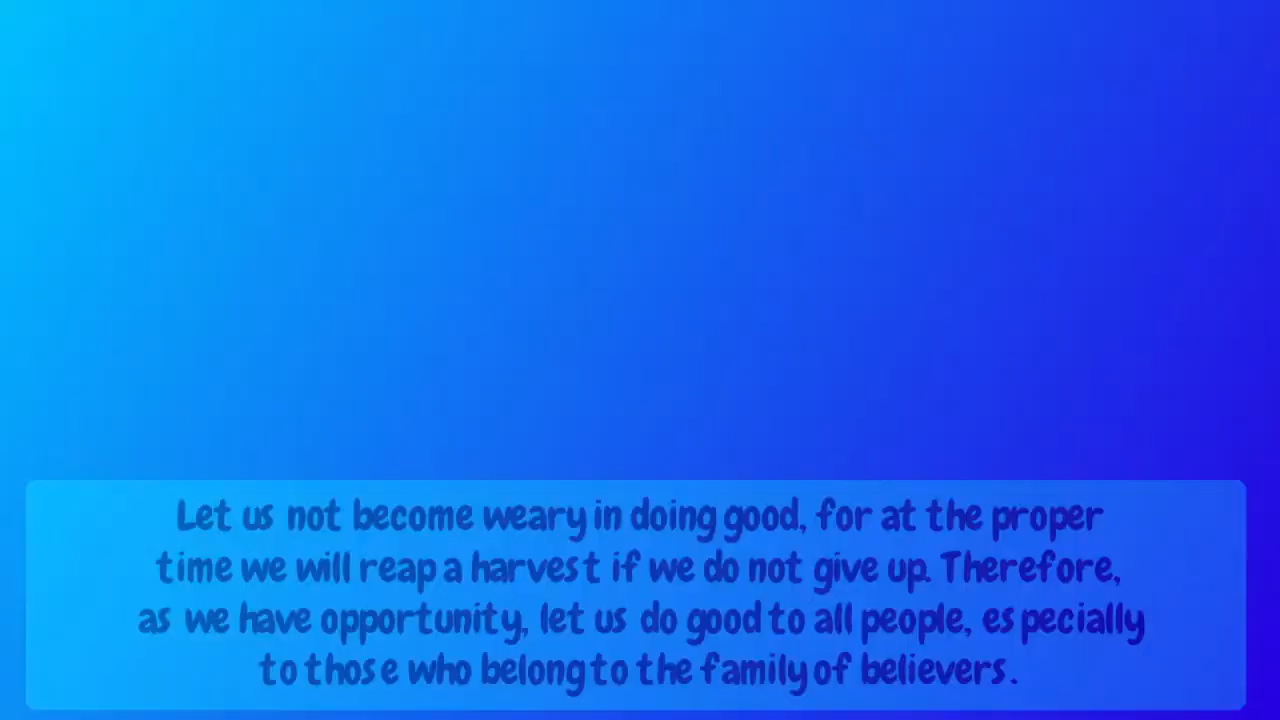 Let us not become weary in doing good, for at the proper
time we will reap a harvest if we do not give up. Therefore,
as we have opportunity, let us do good to all people, especially
to those who belong to the family of believers.